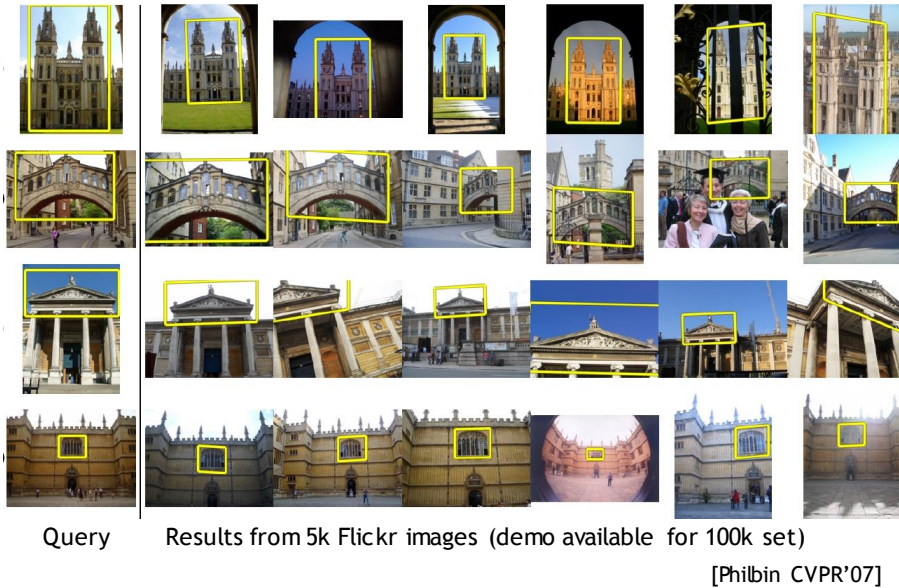 Query
Results from 5k Flickr images (demo available for 100k set)
[Philbin CVPR’07]